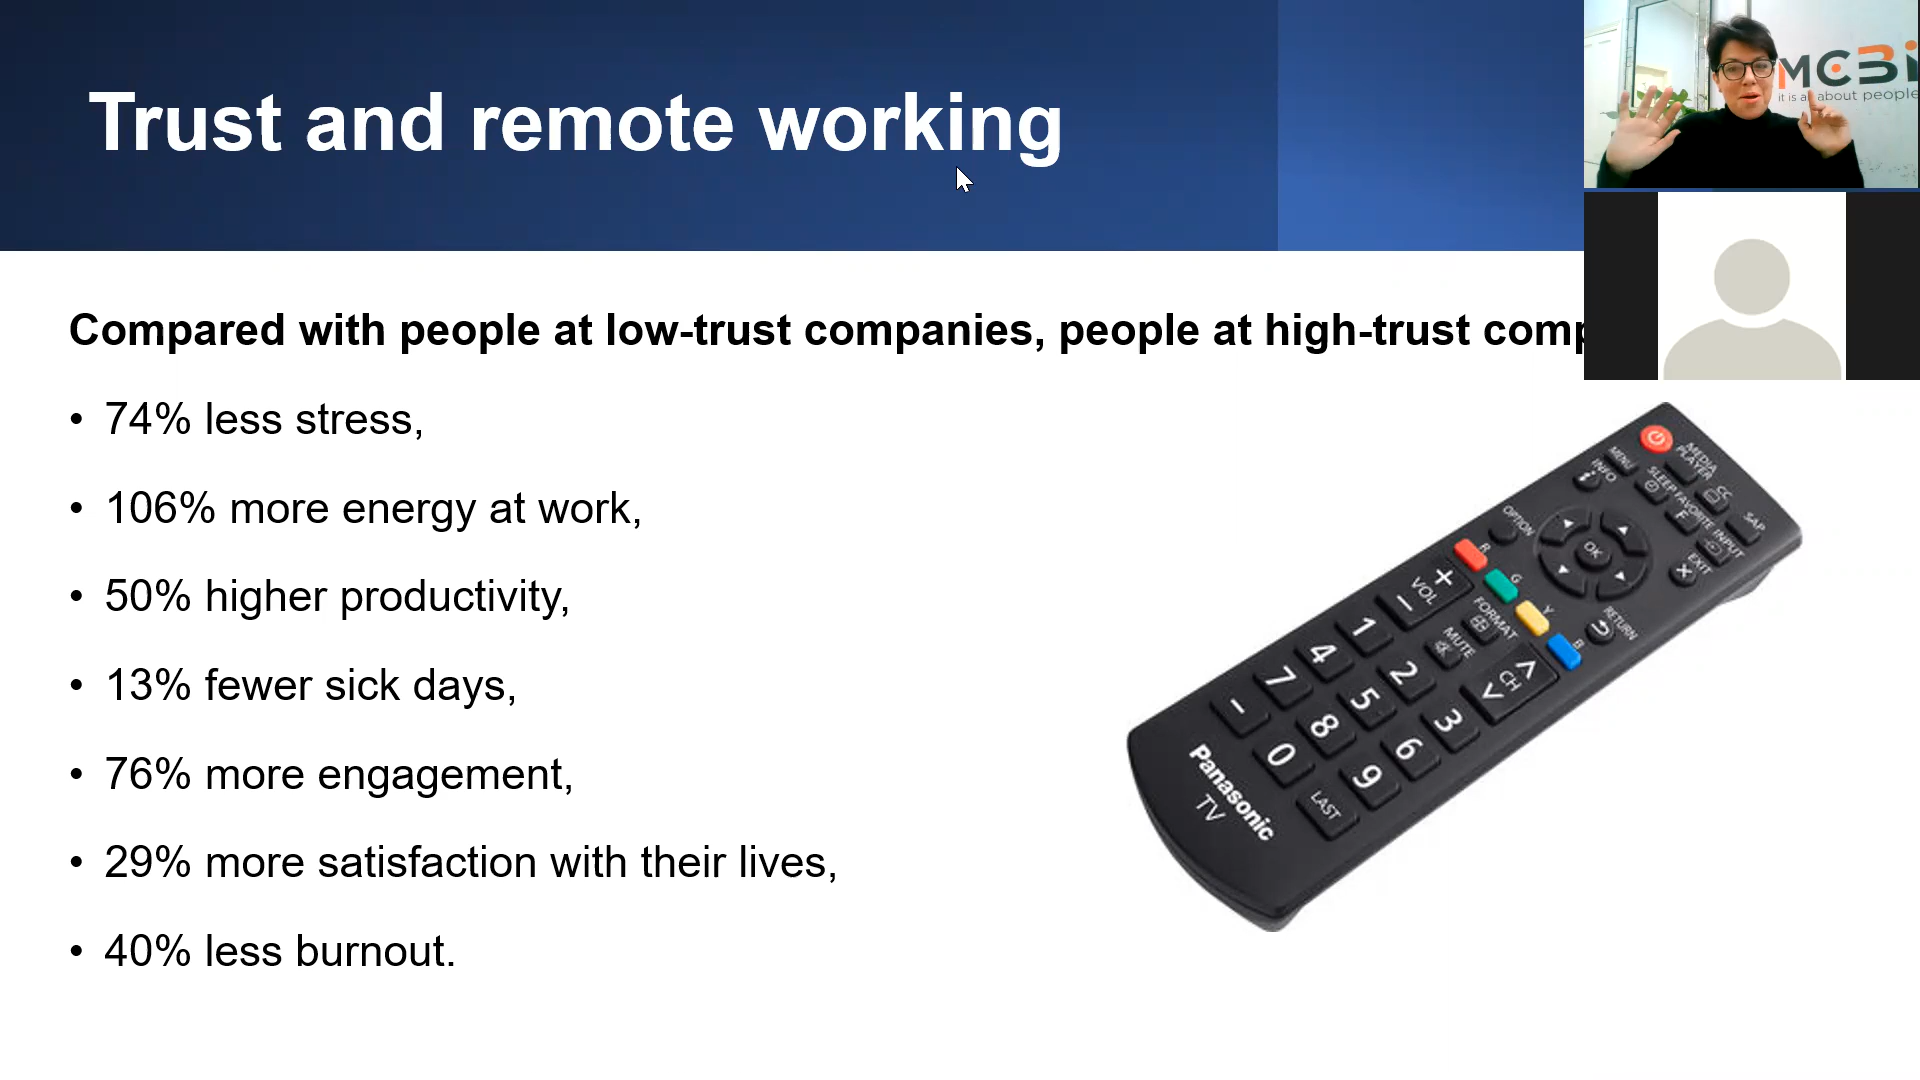 Trust and remote working
MCBi
it is all about people
Compared with people at low-trust companies, people at high-trust comp
• 74% less stress,
• 106% more energy at work,
• 50% higher productivity,
• 13% fewer sick days,
• 76% more engagement,
• 29% more satisfaction with their lives,
• 40% less burnout.
MEDIA
PLAYER
MENU
INFO
SLEEP
CC
FAVORITE
F
SAP
INPUT
OPTION
OK
EXIT
RETURN
R
G
Y
B
+
VOL
−
FORMAT
MUTE
CH
1 2 3
4 5 6
7 8 9
- 0 LAST
Panasonic
TV